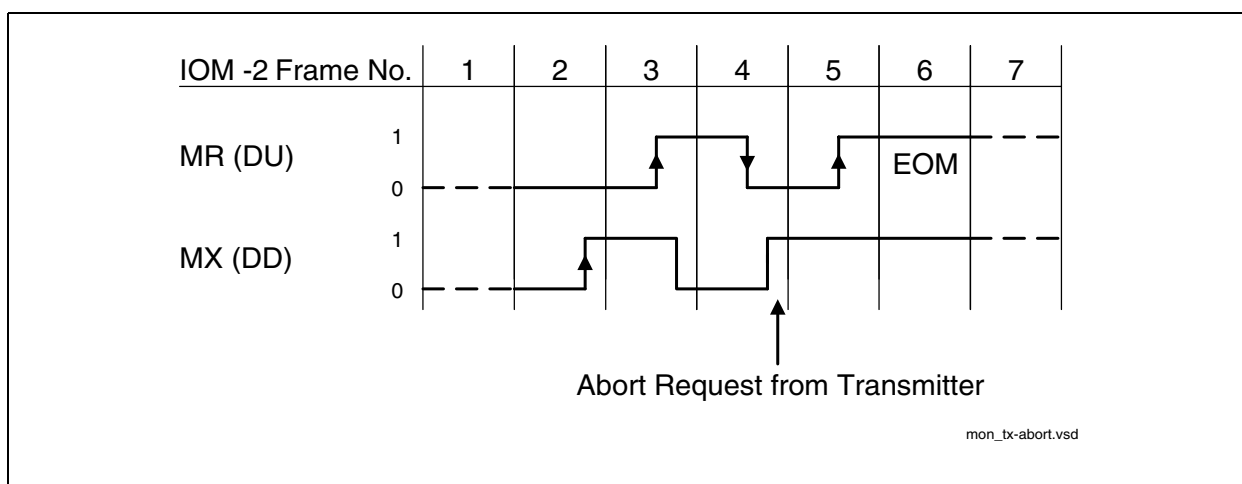 IOM -2 Frame No. 1 2 3 4 5 6 7
1
MR (DU) EOM
0
1
MX (DD)
0
Abort Request from Transmitter
mon_tx-abort.vsd